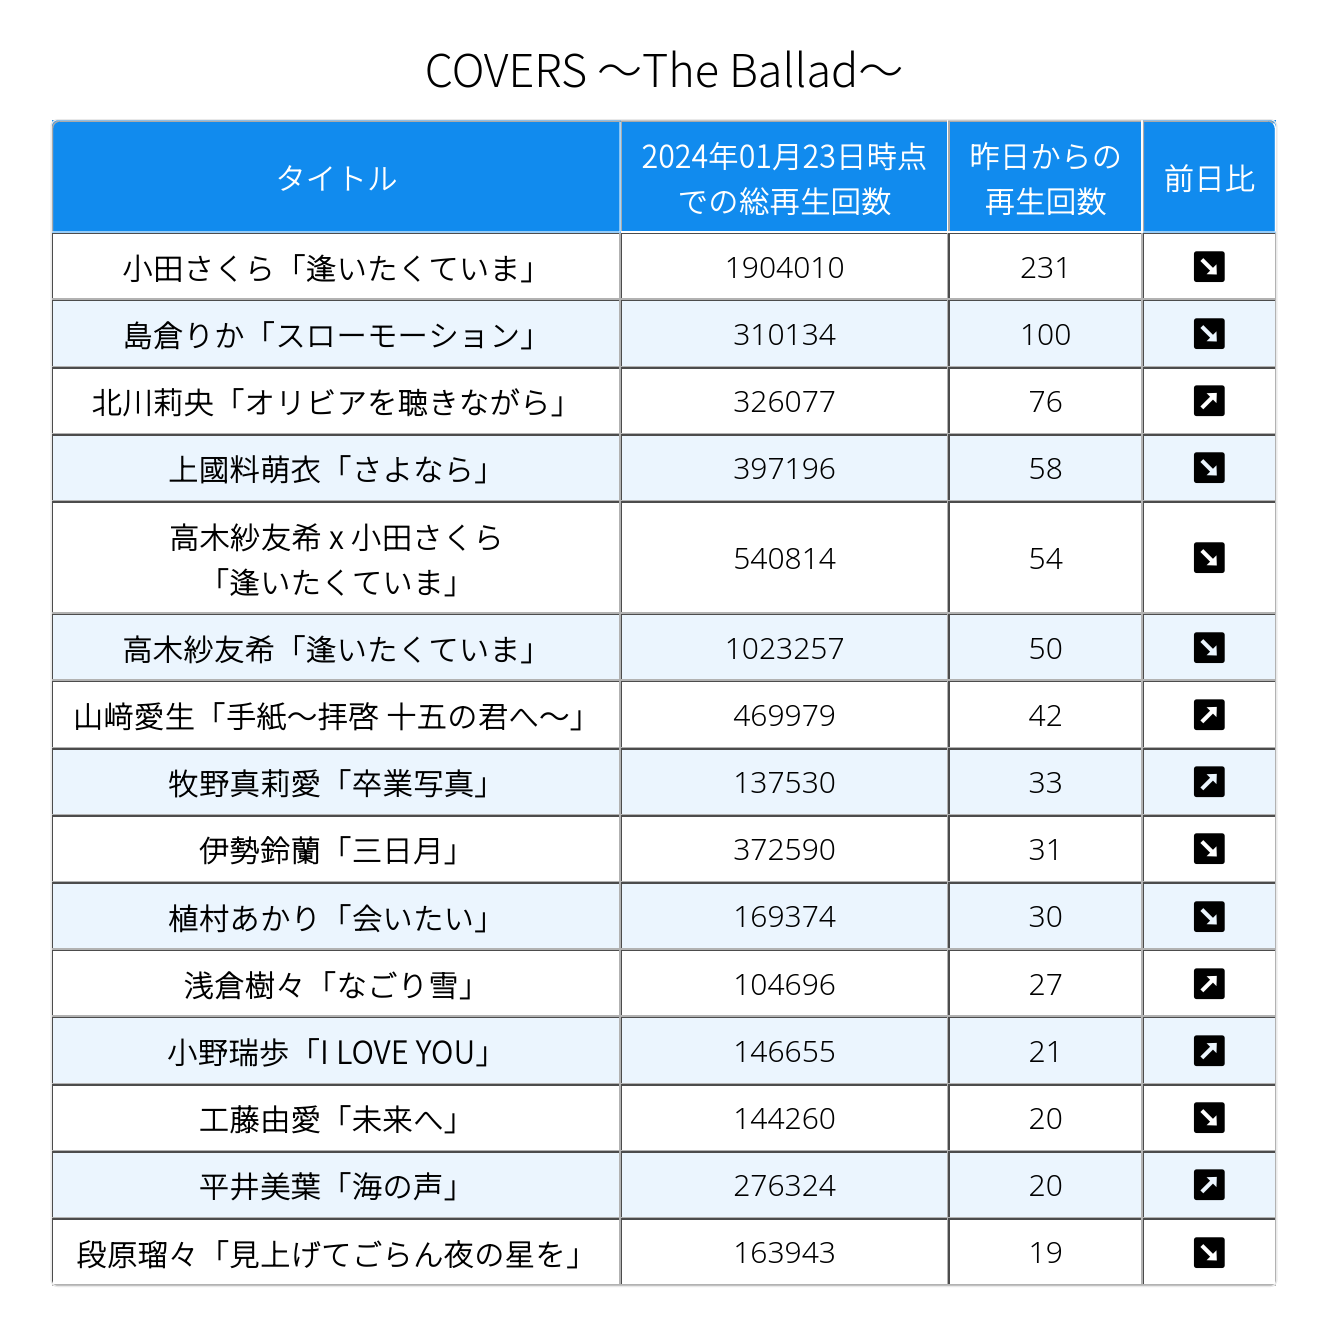 COVERS ～The Ballad～
タイトル
2024年01月23日時点
での総再生回数
昨日からの
再生回数
前日比
小田さくら「逢いたくていま」 1904010 231 ↘
島倉りか「スローモーション」 310134 100 ↘
北川莉央「オリビアを聴きながら」 326077 76 ↗
上國料萌衣「さよなら」 397196 58 ↘
高木紗友希 x 小田さくら
「逢いたくていま」 540814 54 ↘
高木紗友希「逢いたくていま」 1023257 50 ↘
山﨑愛生「手紙～拝啓 十五の君へ～」 469979 42 ↗
牧野真莉愛「卒業写真」 137530 33 ↗
伊勢鈴蘭「三日月」 372590 31 ↘
植村あかり「会いたい」 169374 30 ↘
浅倉樹々「なごり雪」 104696 27 ↗
小野瑞歩「I LOVE YOU」 146655 21 ↗
工藤由愛「未来へ」 144260 20 ↘
平井美葉「海の声」 276324 20 ↗
段原瑠々「見上げてごらん夜の星を」 163943 19 ↘